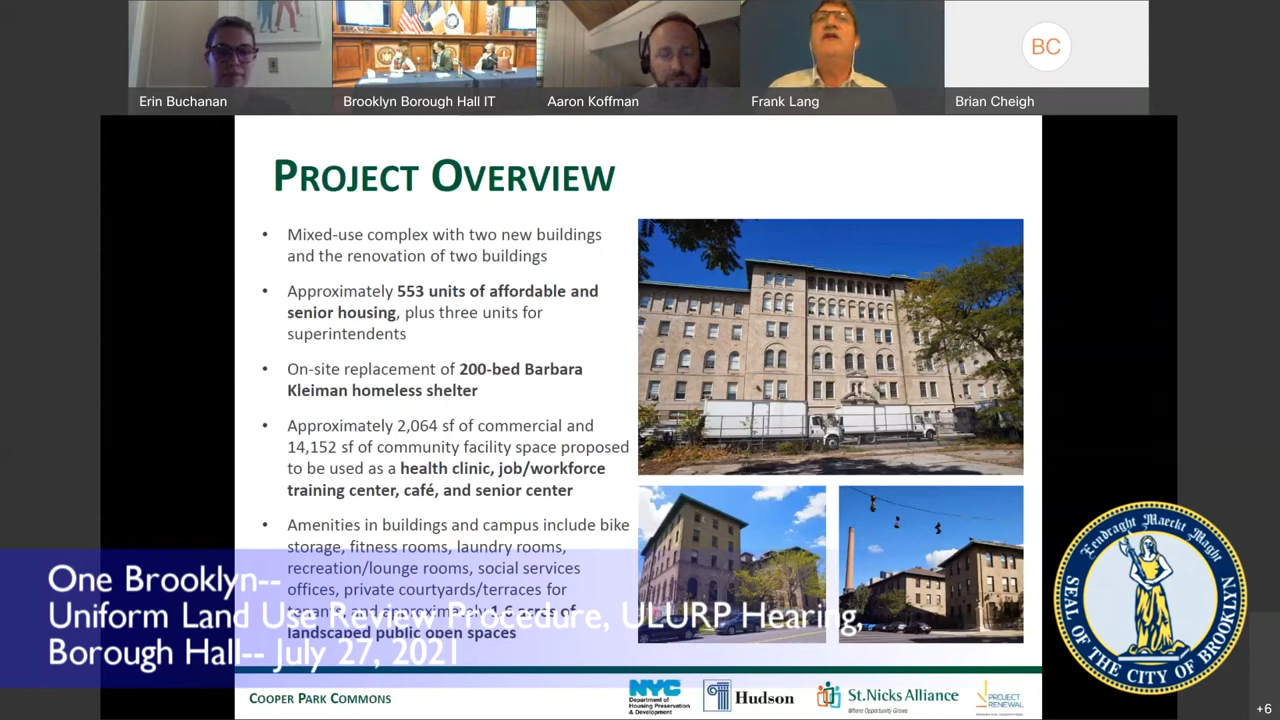 Erin Buchanan
Brooklyn Borough Hall IT
Aaron Koffman
Frank Lang
BC
Brian Cheigh
PROJECT OVERVIEW
• Mixed-use complex with two new buildings
and the renovation of two buildings
• Approximately 553 units of affordable and
senior housing, plus three units for
superintendents
• On-site replacement of 200-bed Barbara
Kleiman homeless shelter
• Approximately 2,064 sf of commercial and
14,152 sf of community facility space proposed
to be used as a health clinic, job/workforce
training center, café, and senior center
• Amenities in buildings and campus include bike
storage, fitness rooms, laundry rooms,
recreation/lounge rooms, social services
offices, private courtyards/terraces for
tenants, and approximately 1.6 acres of
landscaped public open spaces
One Brooklyn--
Uniform Land Use Review Procedure, ULURP Hearing,
Borough Hall-- July 27, 2021
Eendraght Maeckt Maght
SEAL OF THE CITY OF BROOKLYN
COOPER PARK COMMONS
NYC
Department of
Housing Preservation
& Development
Hudson
St.Nicks Alliance
Where Opportunity Grows
PROJECT
RENEWAL
+6